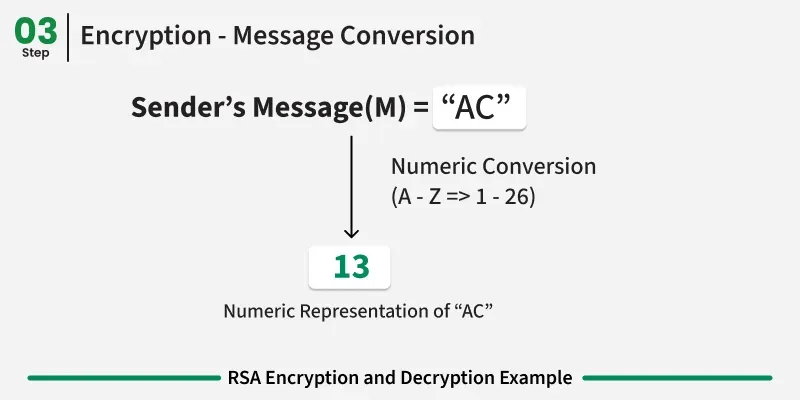 03
Step
Encryption - Message Conversion
Sender’s Message(M) = “AC”
Numeric Conversion
(A - Z => 1 - 26)
13
Numeric Representation of “AC”
RSA Encryption and Decryption Example